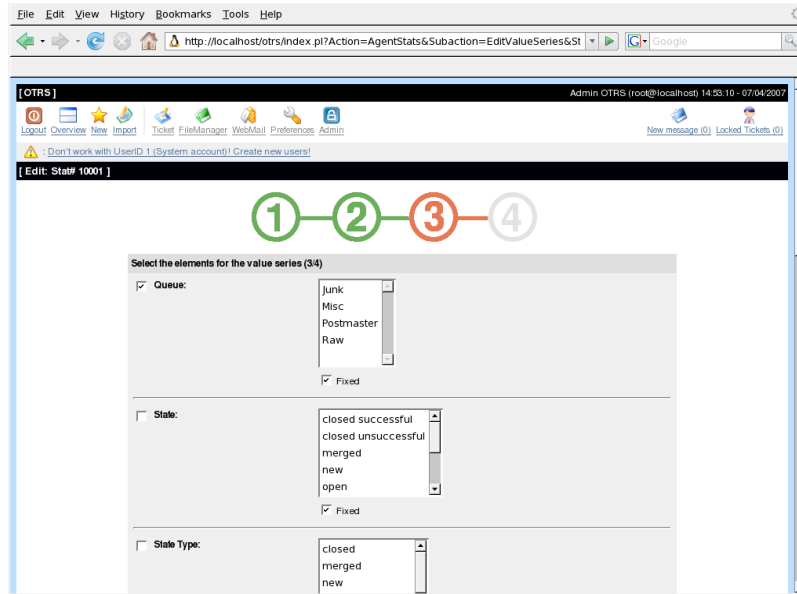 File Edit View History Bookmarks Tools Help
http://localhost/otrs/index.pl?Action=AgentStats&Subaction=EditValueSeries&St
G Google
[ OTRS ]
Admin OTRS (root@localhost) 14:53:10 - 07/04/2007
Logout Overview New Import Ticket FileManager WebMail Preferences Admin
New message (0) Locked Tickets (0)
: Don't work with UserID 1 (System account)! Create new users!
[ Edit: Stat# 10001 ]
1 2 3 4
Select the elements for the value series (3/4)
Queue:
Junk
Misc
Postmaster
Raw
Fixed
State:
closed successful
closed unsuccessful
merged
new
open
Fixed
State Type:
closed
merged
new